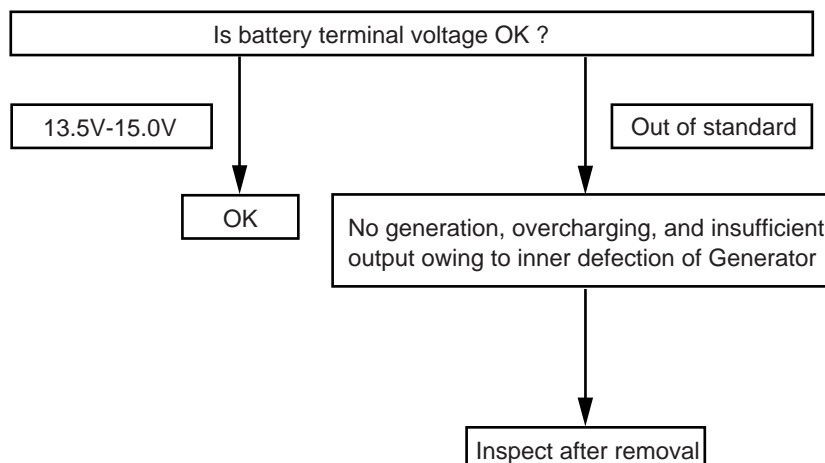 Is battery terminal voltage OK ?
13.5V-15.0V
Out of standard
OK
No generation, overcharging, and insufficient
output owing to inner defection of Generator
Inspect after removal